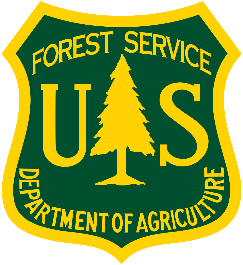 FOREST SERVICE
U S
DEPARTMENT OF AGRICULTURE